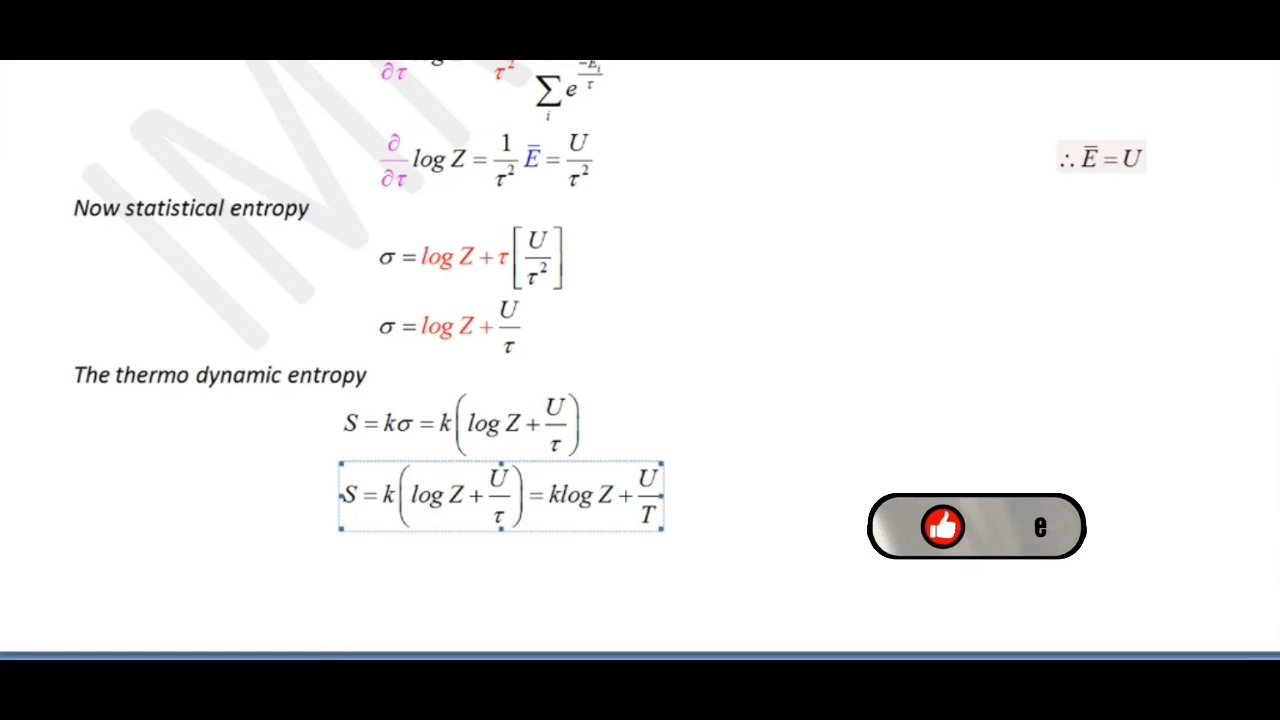 ∂/∂τ log Z = 1/τ² Ē = U/τ² ∴ Ē = U
Now statistical entropy
σ = log Z + τ [U/τ²]
σ = log Z + U/τ
The thermo dynamic entropy
S = kσ = k(log Z + U/τ)
S = k(log Z + U/τ) = klog Z + U/T
e